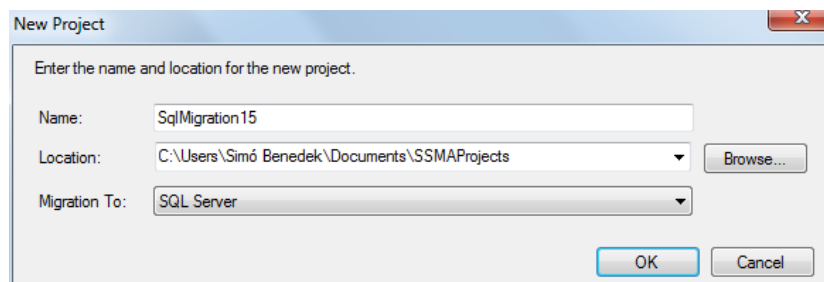 New Project
Enter the name and location for the new project.
Name: SqlMigration15
Location: C:\Users\Simó Benedek\Documents\SSMAProjects Browse...
Migration To: SQL Server
OK Cancel